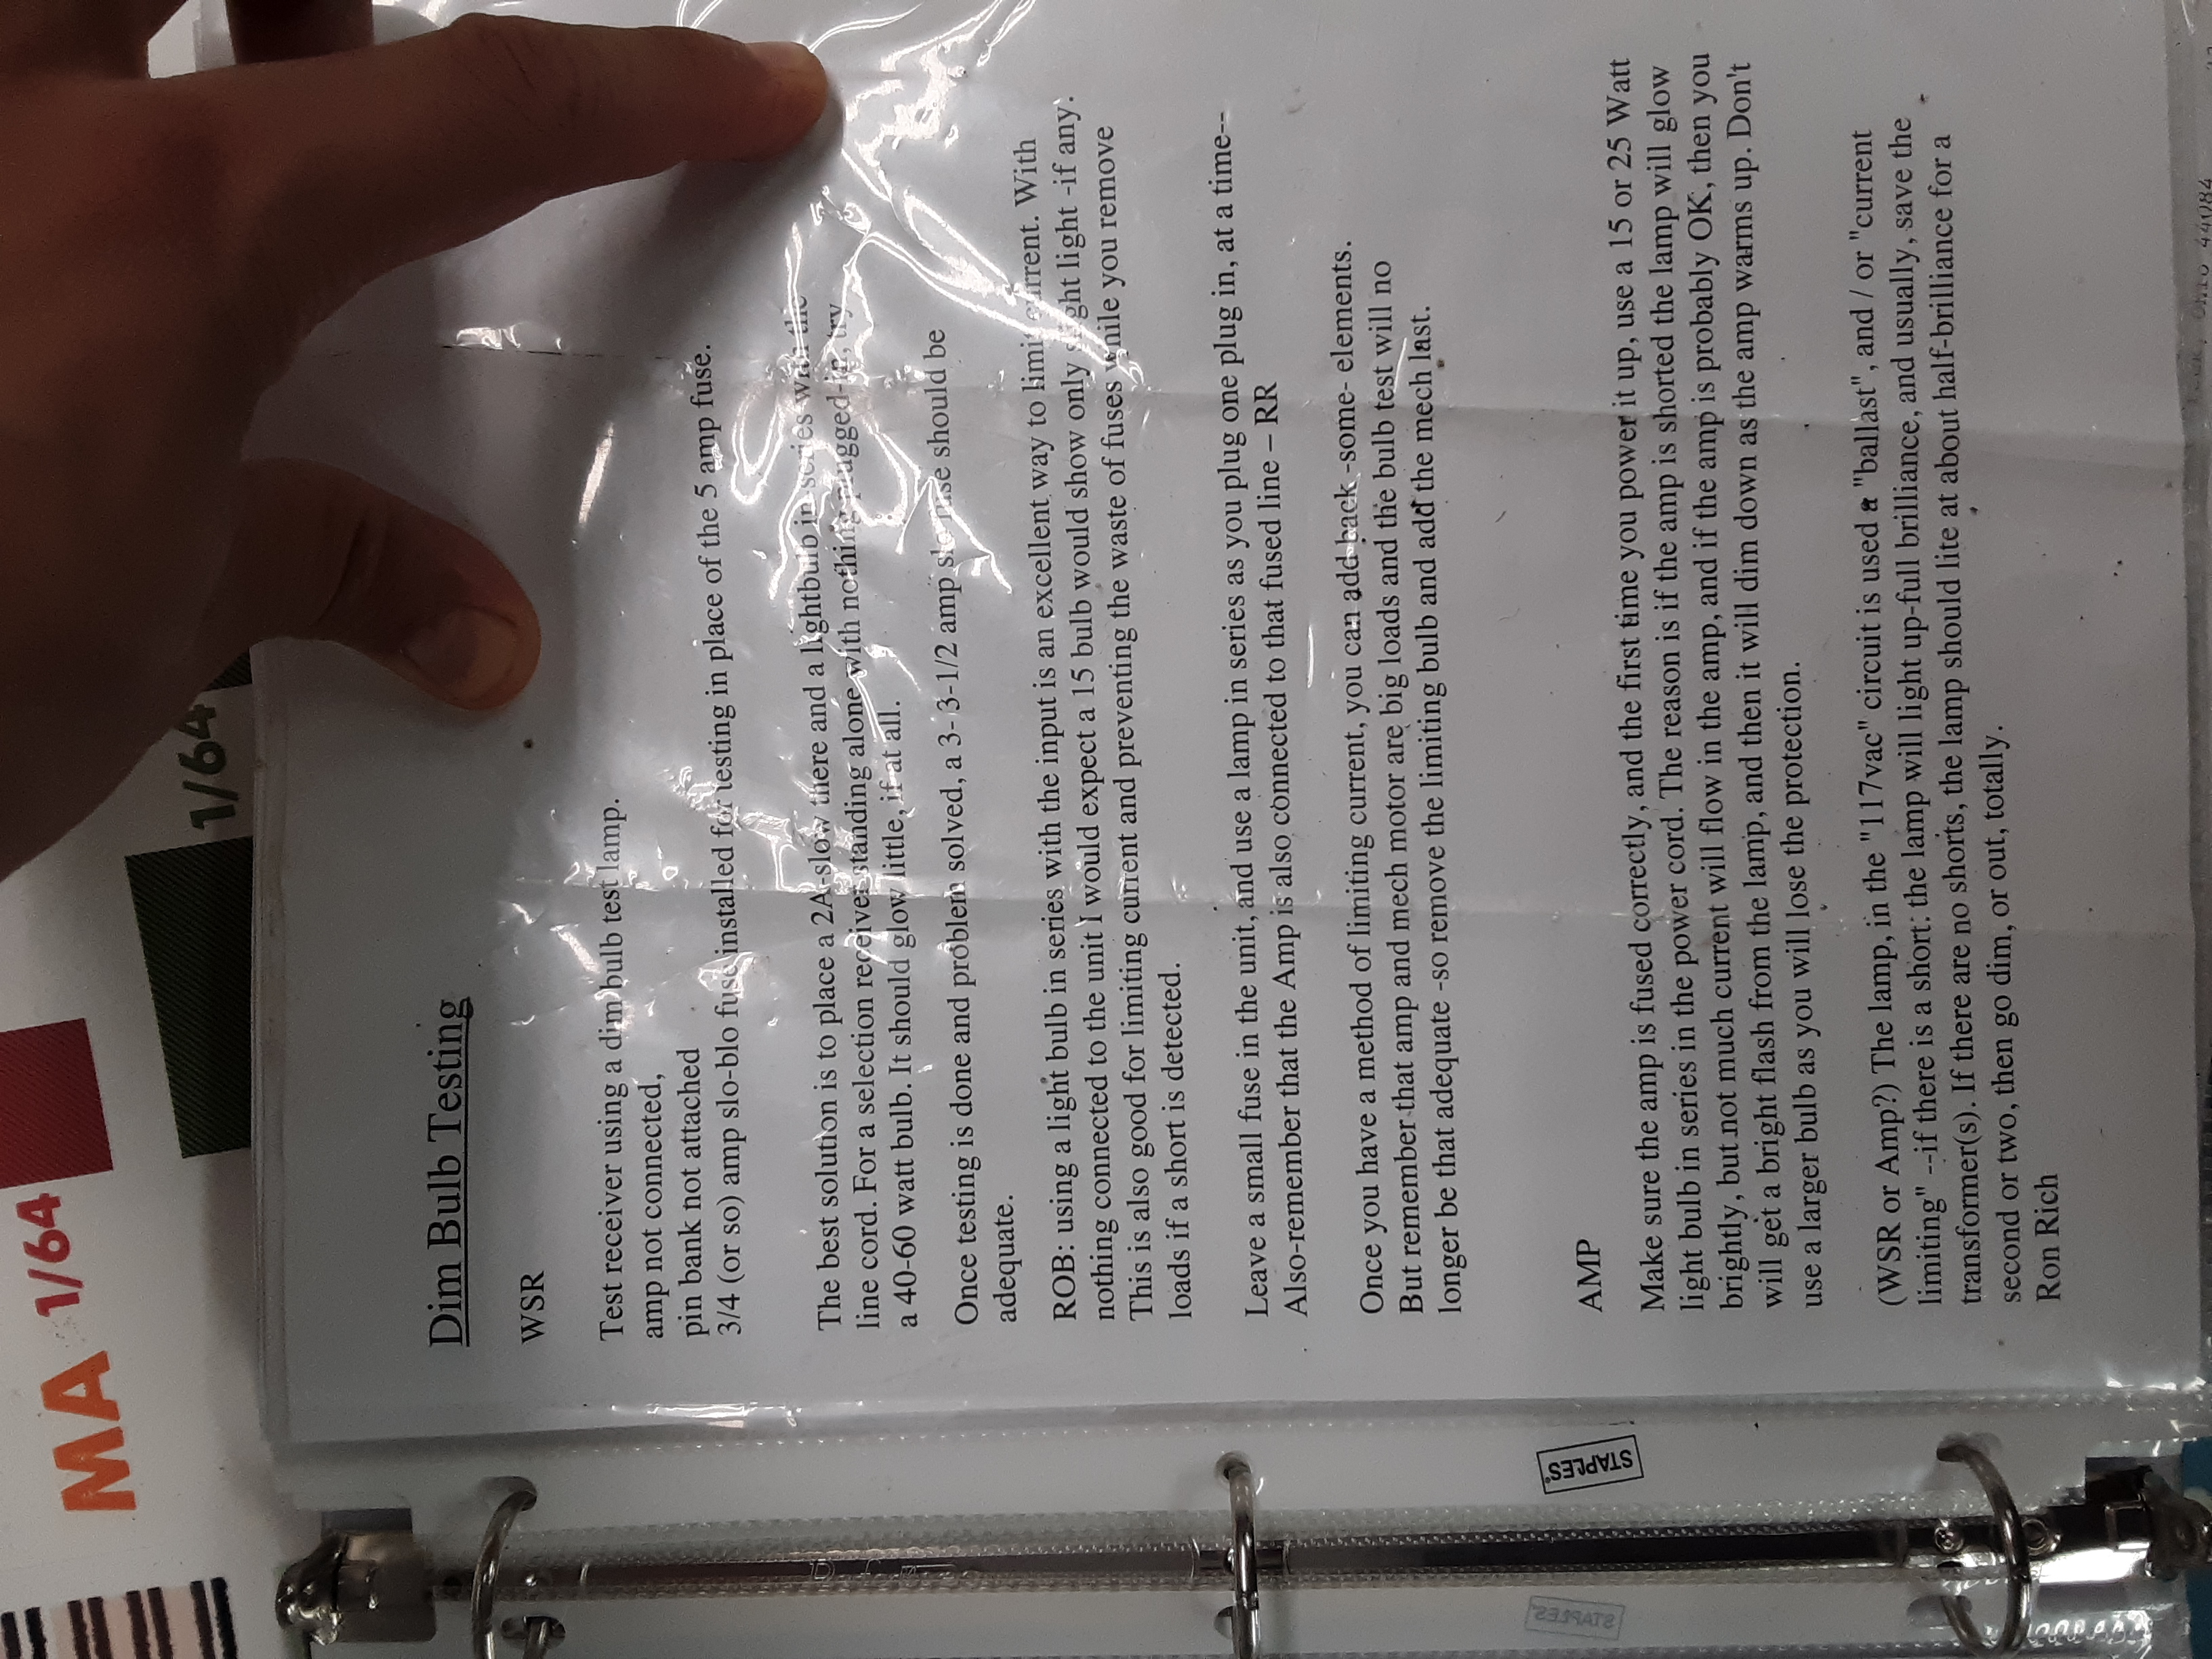 MA 1/64
1/64
Dim Bulb Testing
WSR
Test receiver using a dim bulb test lamp.
amp not connected,
pin bank not attached
3/4 (or so) amp slo-blo fuse installed for testing in place of the 5 amp fuse.
The best solution is to place a 2A-slow there and a lightbulb in-series with the
line cord. For a selection receiver standing alone with nothing plugged-in, try
a 40-60 watt bulb. It should glow little, if at all.
Once testing is done and problem solved, a 3- 3-1/2 amp slo fuse should be
adequate.
ROB: using a light bulb in series with the input is an excellent way to limit current. With
nothing connected to the unit I would expect a 15 bulb would show only slight light -if any.
This is also good for limiting current and preventing the waste of fuses while you remove
loads if a short is detected.
Leave a small fuse in the unit, and use a lamp in series as you plug one plug in, at a time--
Also-remember that the Amp is also connected to that fused line – RR
Once you have a method of limiting current, you can add back -some- elements.
But remember that amp and mech motor are big loads and the bulb test will no
longer be that adequate -so remove the limiting bulb and add the mech last.
STAPLES
AMP
Make sure the amp is fused correctly, and the first time you power it up, use a 15 or 25 Watt
light bulb in series in the power cord. The reason is if the amp is shorted the lamp will glow
brightly, but not much current will flow in the amp, and if the amp is probably OK, then you
will get a bright flash from the lamp, and then it will dim down as the amp warms up. Don't
use a larger bulb as you will lose the protection.
(WSR or Amp?) The lamp, in the "117vac" circuit is used a "ballast", and / or "current
limiting" --if there is a short: the lamp will light up-full brilliance, and usually, save the
transformer(s). If there are no shorts, the lamp should lite at about half-brilliance for a
second or two, then go dim, or out, totally.
Ron Rich
OHIO 44084